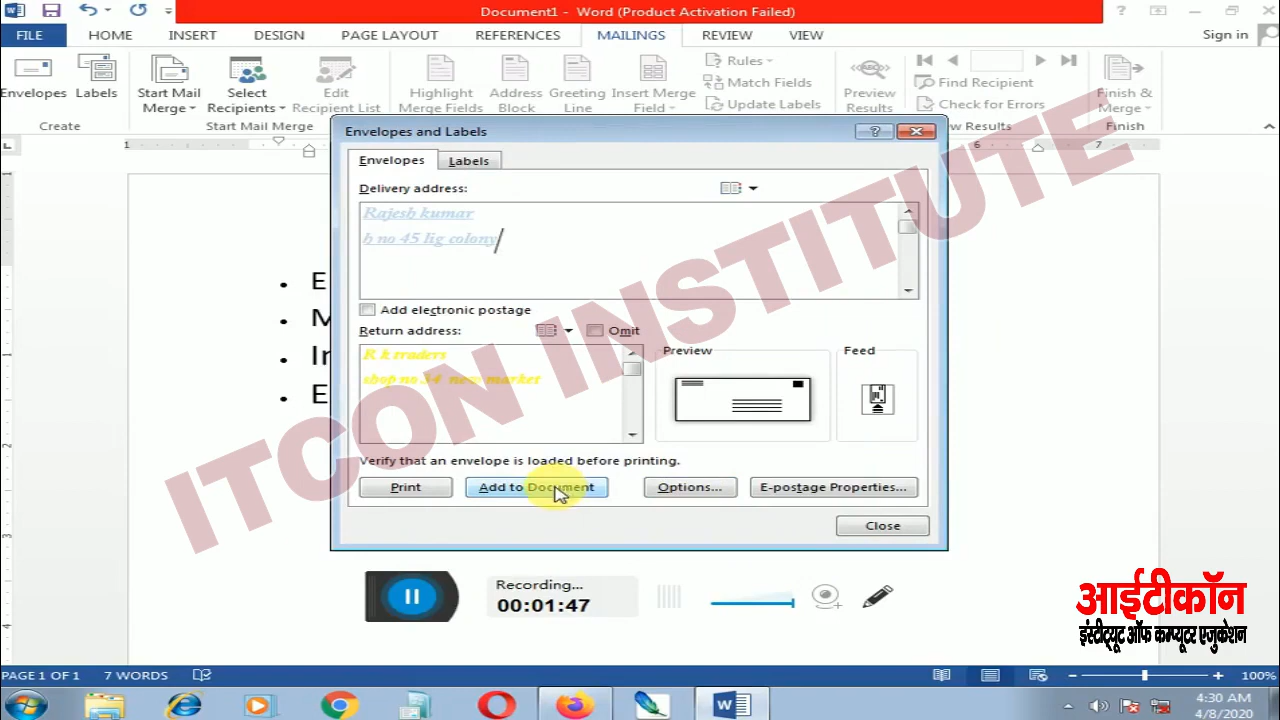 Document1 - Word (Product Activation Failed)
FILE HOME INSERT DESIGN PAGE LAYOUT REFERENCES MAILINGS REVIEW VIEW Sign in
Envelopes Labels Start Mail Merge Select Recipients Edit Recipient List Highlight Merge Fields Address Block Greeting Line Insert Merge Field Rules Match Fields Update Labels Preview Results Find Recipient Check for Errors Finish & Merge
Create Start Mail Merge w Results Finish
1 6 7
Envelopes and Labels
Envelopes Labels
Delivery address:
Rajesh kumar
h no 45 lig colony
Add electronic postage
Return address: Omit
R k traders
shop no 34 new market
Preview Feed
Verify that an envelope is loaded before printing.
Print Add to Document Options... E-postage Properties...
Close
• E
• M
• In
• E
ITCON INSTITUTE
Recording...
00:01:47
आईटीकॉन
इंस्टीट्यूट ऑफ कम्प्यूटर एजुकेशन
PAGE 1 OF 1 7 WORDS 100%
4:30 AM
4/8/2020